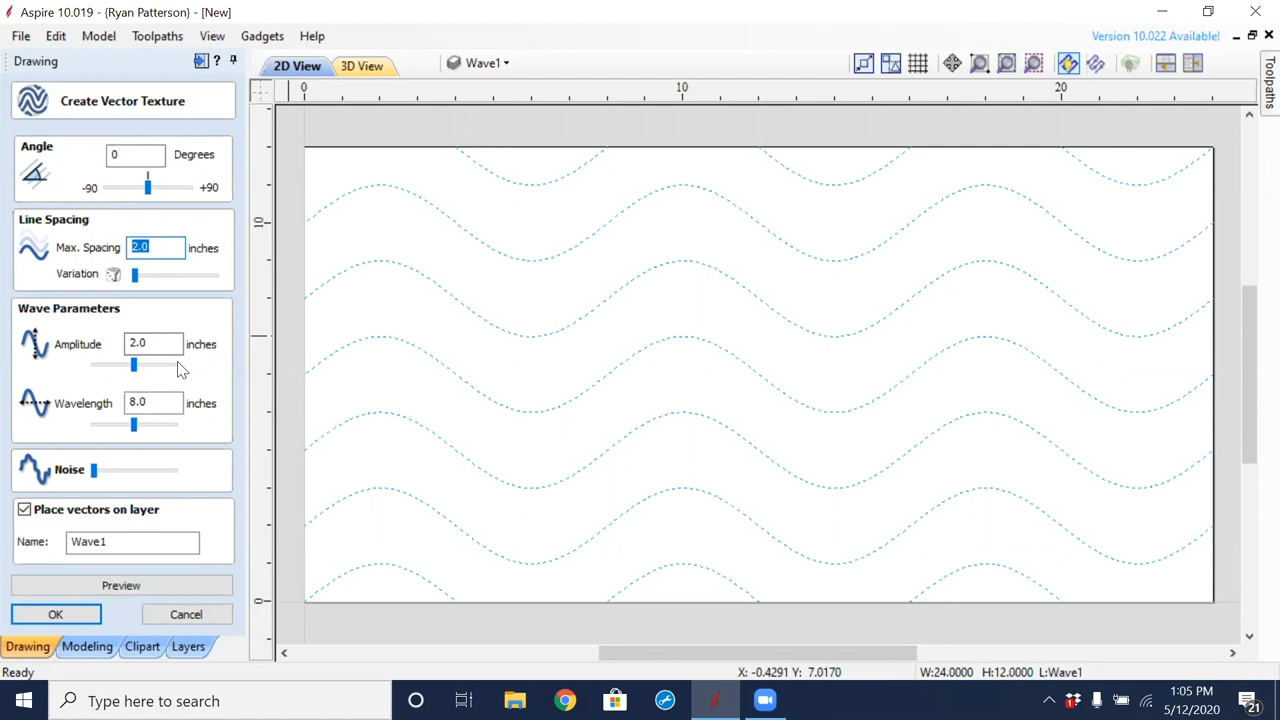 Aspire 10.019 - {Ryan Patterson} - [New]
File Edit Model Toolpaths View Gadgets Help
Version 10.022 Available!
Drawing
2D View
3D View
Wave1
Toolpaths
Create Vector Texture
0 10 20
Angle
0 Degrees
-90 +90
Line Spacing
Max. Spacing 2.0 inches
Variation
10
Wave Parameters
Amplitude 2.0 inches
Wavelength 8.0 inches
Noise
Place vectors on layer
Name: Wave1
Preview
0
OK Cancel
Drawing Modeling Clipart Layers
Ready
X: -0.4291 Y: 7.0170
W:24.0000 H:12.0000 L:Wave1
Type here to search
1:05 PM
5/12/2020
21